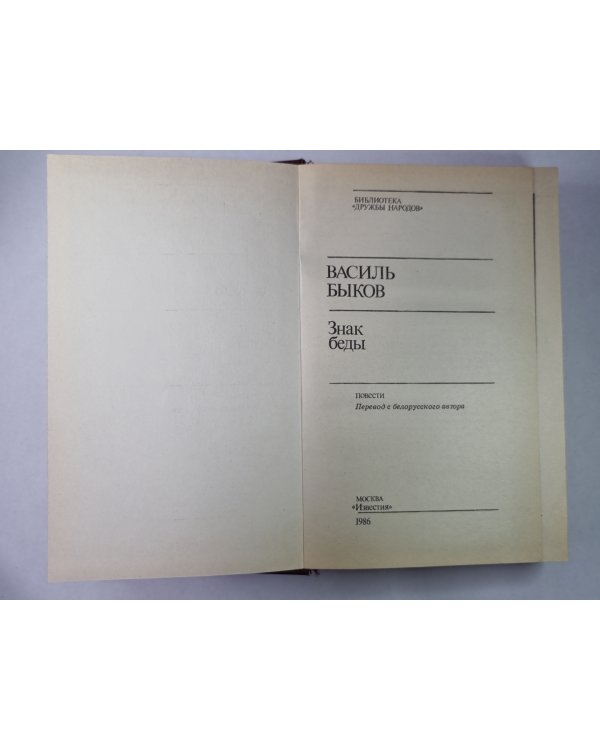 БИБЛИОТЕКА
«ДРУЖБЫ НАРОДОВ»
ВАСИЛЬ
БЫКОВ
Знак
беды
ПОВЕСТИ
Перевод с белорусского автора
МОСКВА
«Известия»
1986